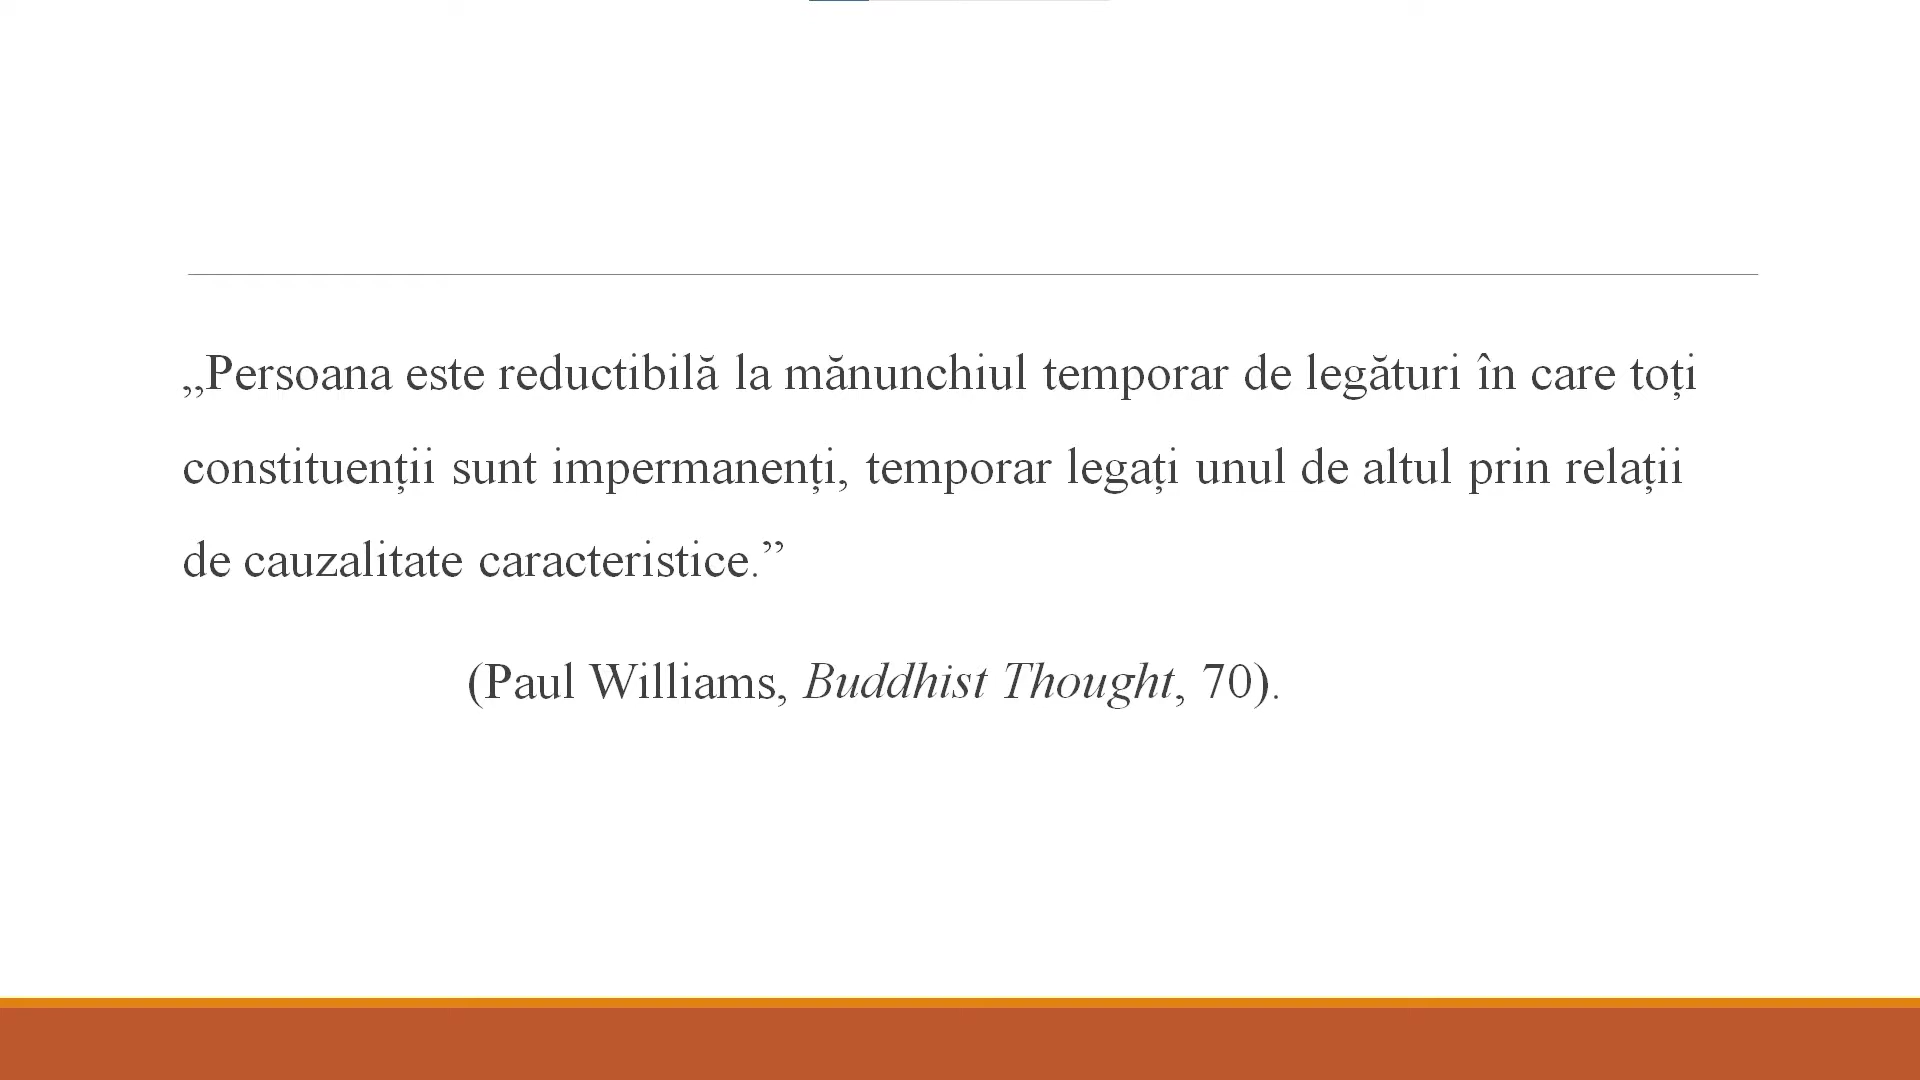 „Persoana este reductibilă la mănunchiul temporar de legături în care toți
constituenții sunt impermanenți, temporar legați unul de altul prin relații
de cauzalitate caracteristice.”
(Paul Williams, Buddhist Thought, 70).